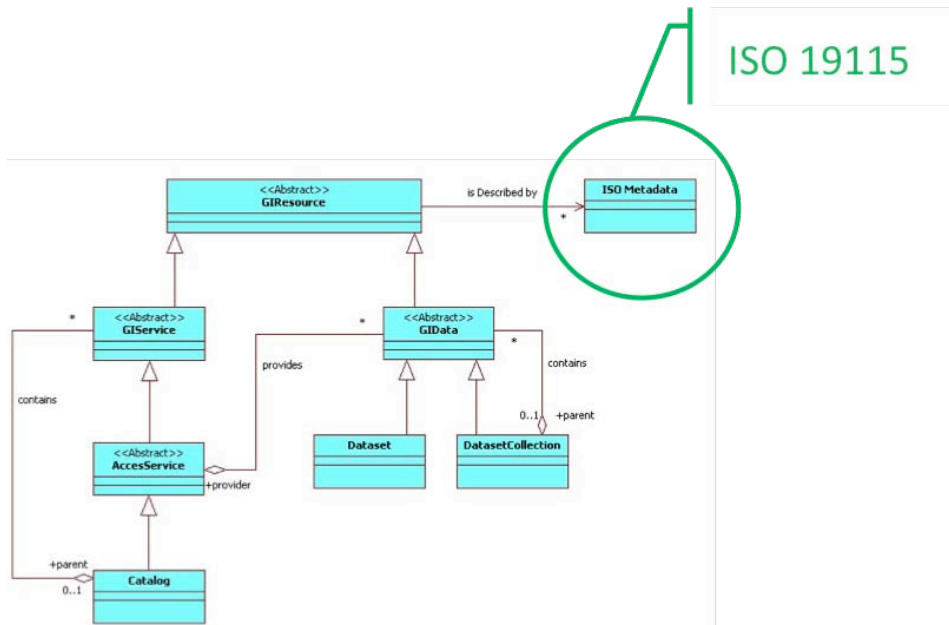 ISO 19115
<<Abstract>>
GIResource
is Described by
*
ISO Metadata
*
<<Abstract>>
GIService
*
<<Abstract>>
GIData
*
provides
contains
contains
0..1
+parent
<<Abstract>>
AccesService
+provider
Dataset
DatasetCollection
+parent
0..1
Catalog